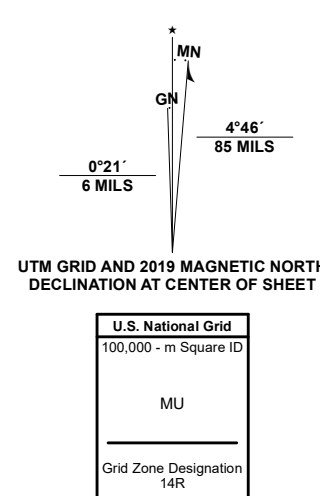 ★
MN
GN
4°46´
85 MILS
0°21´
6 MILS
UTM GRID AND 2019 MAGNETIC NORTH
DECLINATION AT CENTER OF SHEET
U.S. National Grid
100,000 - m Square ID
MU
Grid Zone Designation
14R